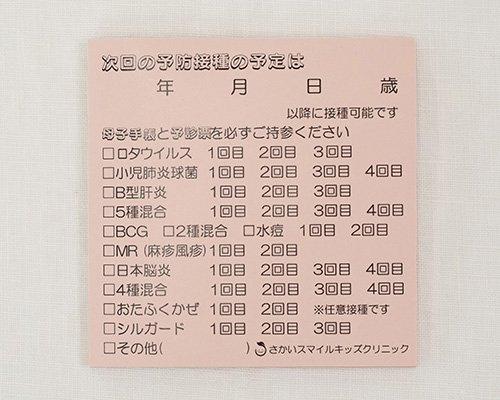 次回の予防接種の予定は
年 月 日 歳
以降に接種可能です
母子手帳と予診票を必ずご持参ください
□ロタウイルス 1回目 2回目 3回目
□小児肺炎球菌 1回目 2回目 3回目 4回目
□B型肝炎 1回目 2回目 3回目
□5種混合 1回目 2回目 3回目 4回目
□BCG □2種混合 □水痘 1回目 2回目
□MR (麻疹風疹) 1回目 2回目
□日本脳炎 1回目 2回目 3回目 4回目
□4種混合 1回目 2回目 3回目 4回目
□おたふくかぜ 1回目 2回目 ※任意接種です
□シルガード 1回目 2回目 3回目
□その他( ) さかいスマイルキッズクリニック